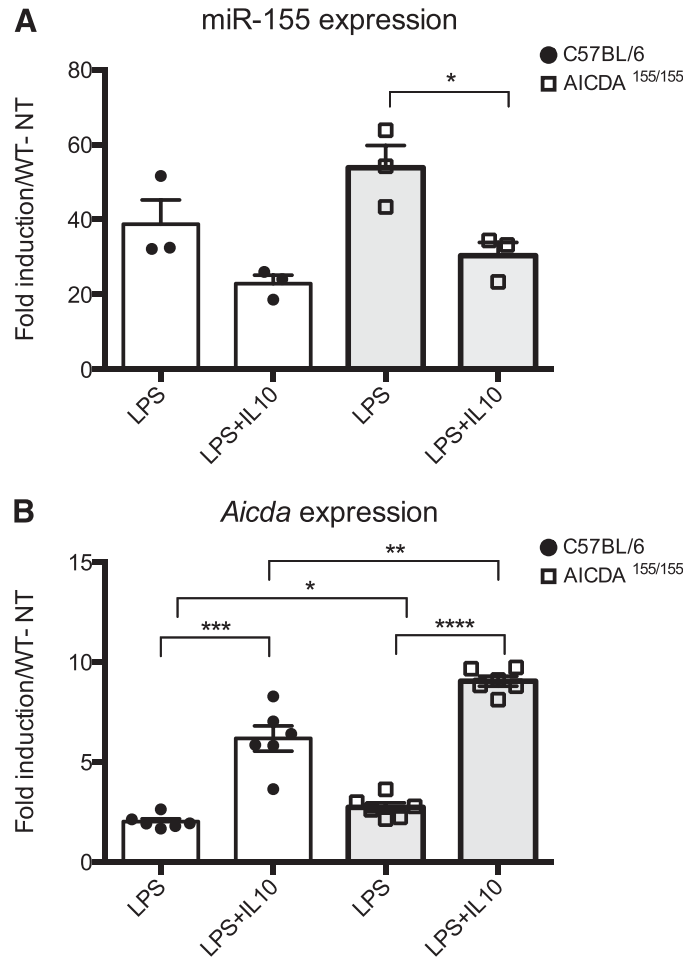 A
miR-155 expression
C57BL/6
AICDA 155/155
*
80
60
40
20
0
Fold induction/WT- NT
LPS
LPS+IL10
LPS
LPS+IL10
B
Aicda expression
C57BL/6
AICDA 155/155
**
*
***
****
15
10
5
0
Fold induction/WT- NT
LPS
LPS+IL10
LPS
LPS+IL10